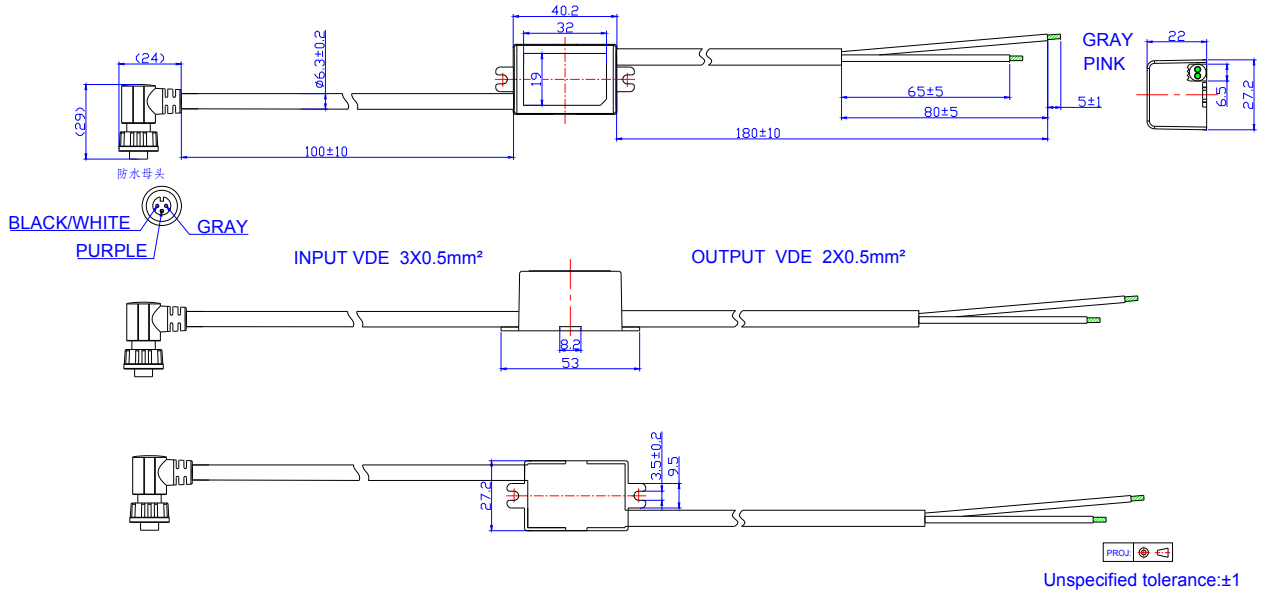 40.2
32
19
Ø6.3±0.2
(24)
(29)
GRAY
PINK
22
6.5
27.2
65±5
80±5
5±1
100±10
180±10
防水母头
BLACK/WHITE
GRAY
PURPLE
INPUT VDE 3X0.5mm²
OUTPUT VDE 2X0.5mm²
8.2
53
27.2
3.5±0.2
9.5
PROJ:
Unspecified tolerance:±1